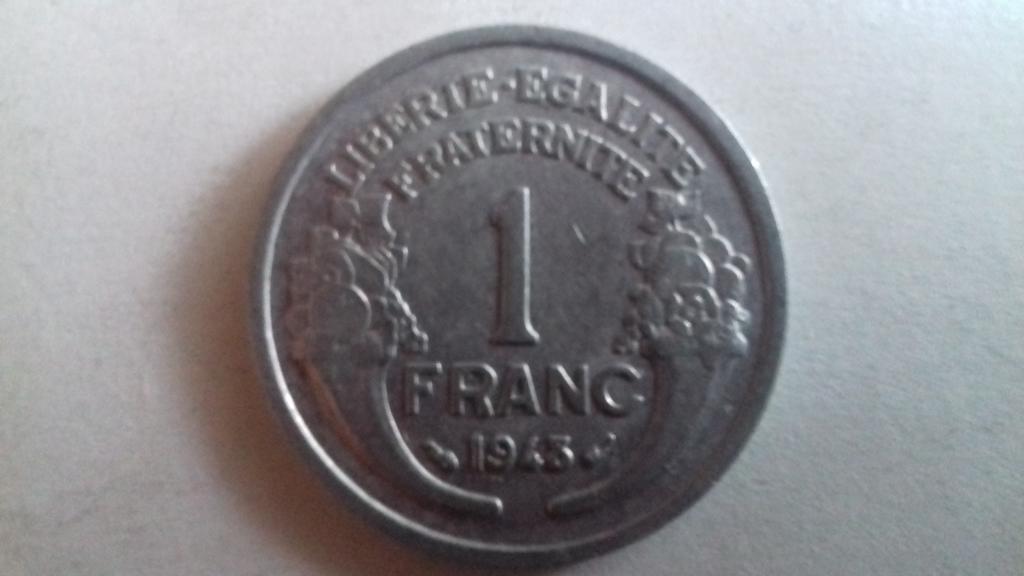 LIBERTE-EGALITE
FRATERNITE
1
FRANC
1943